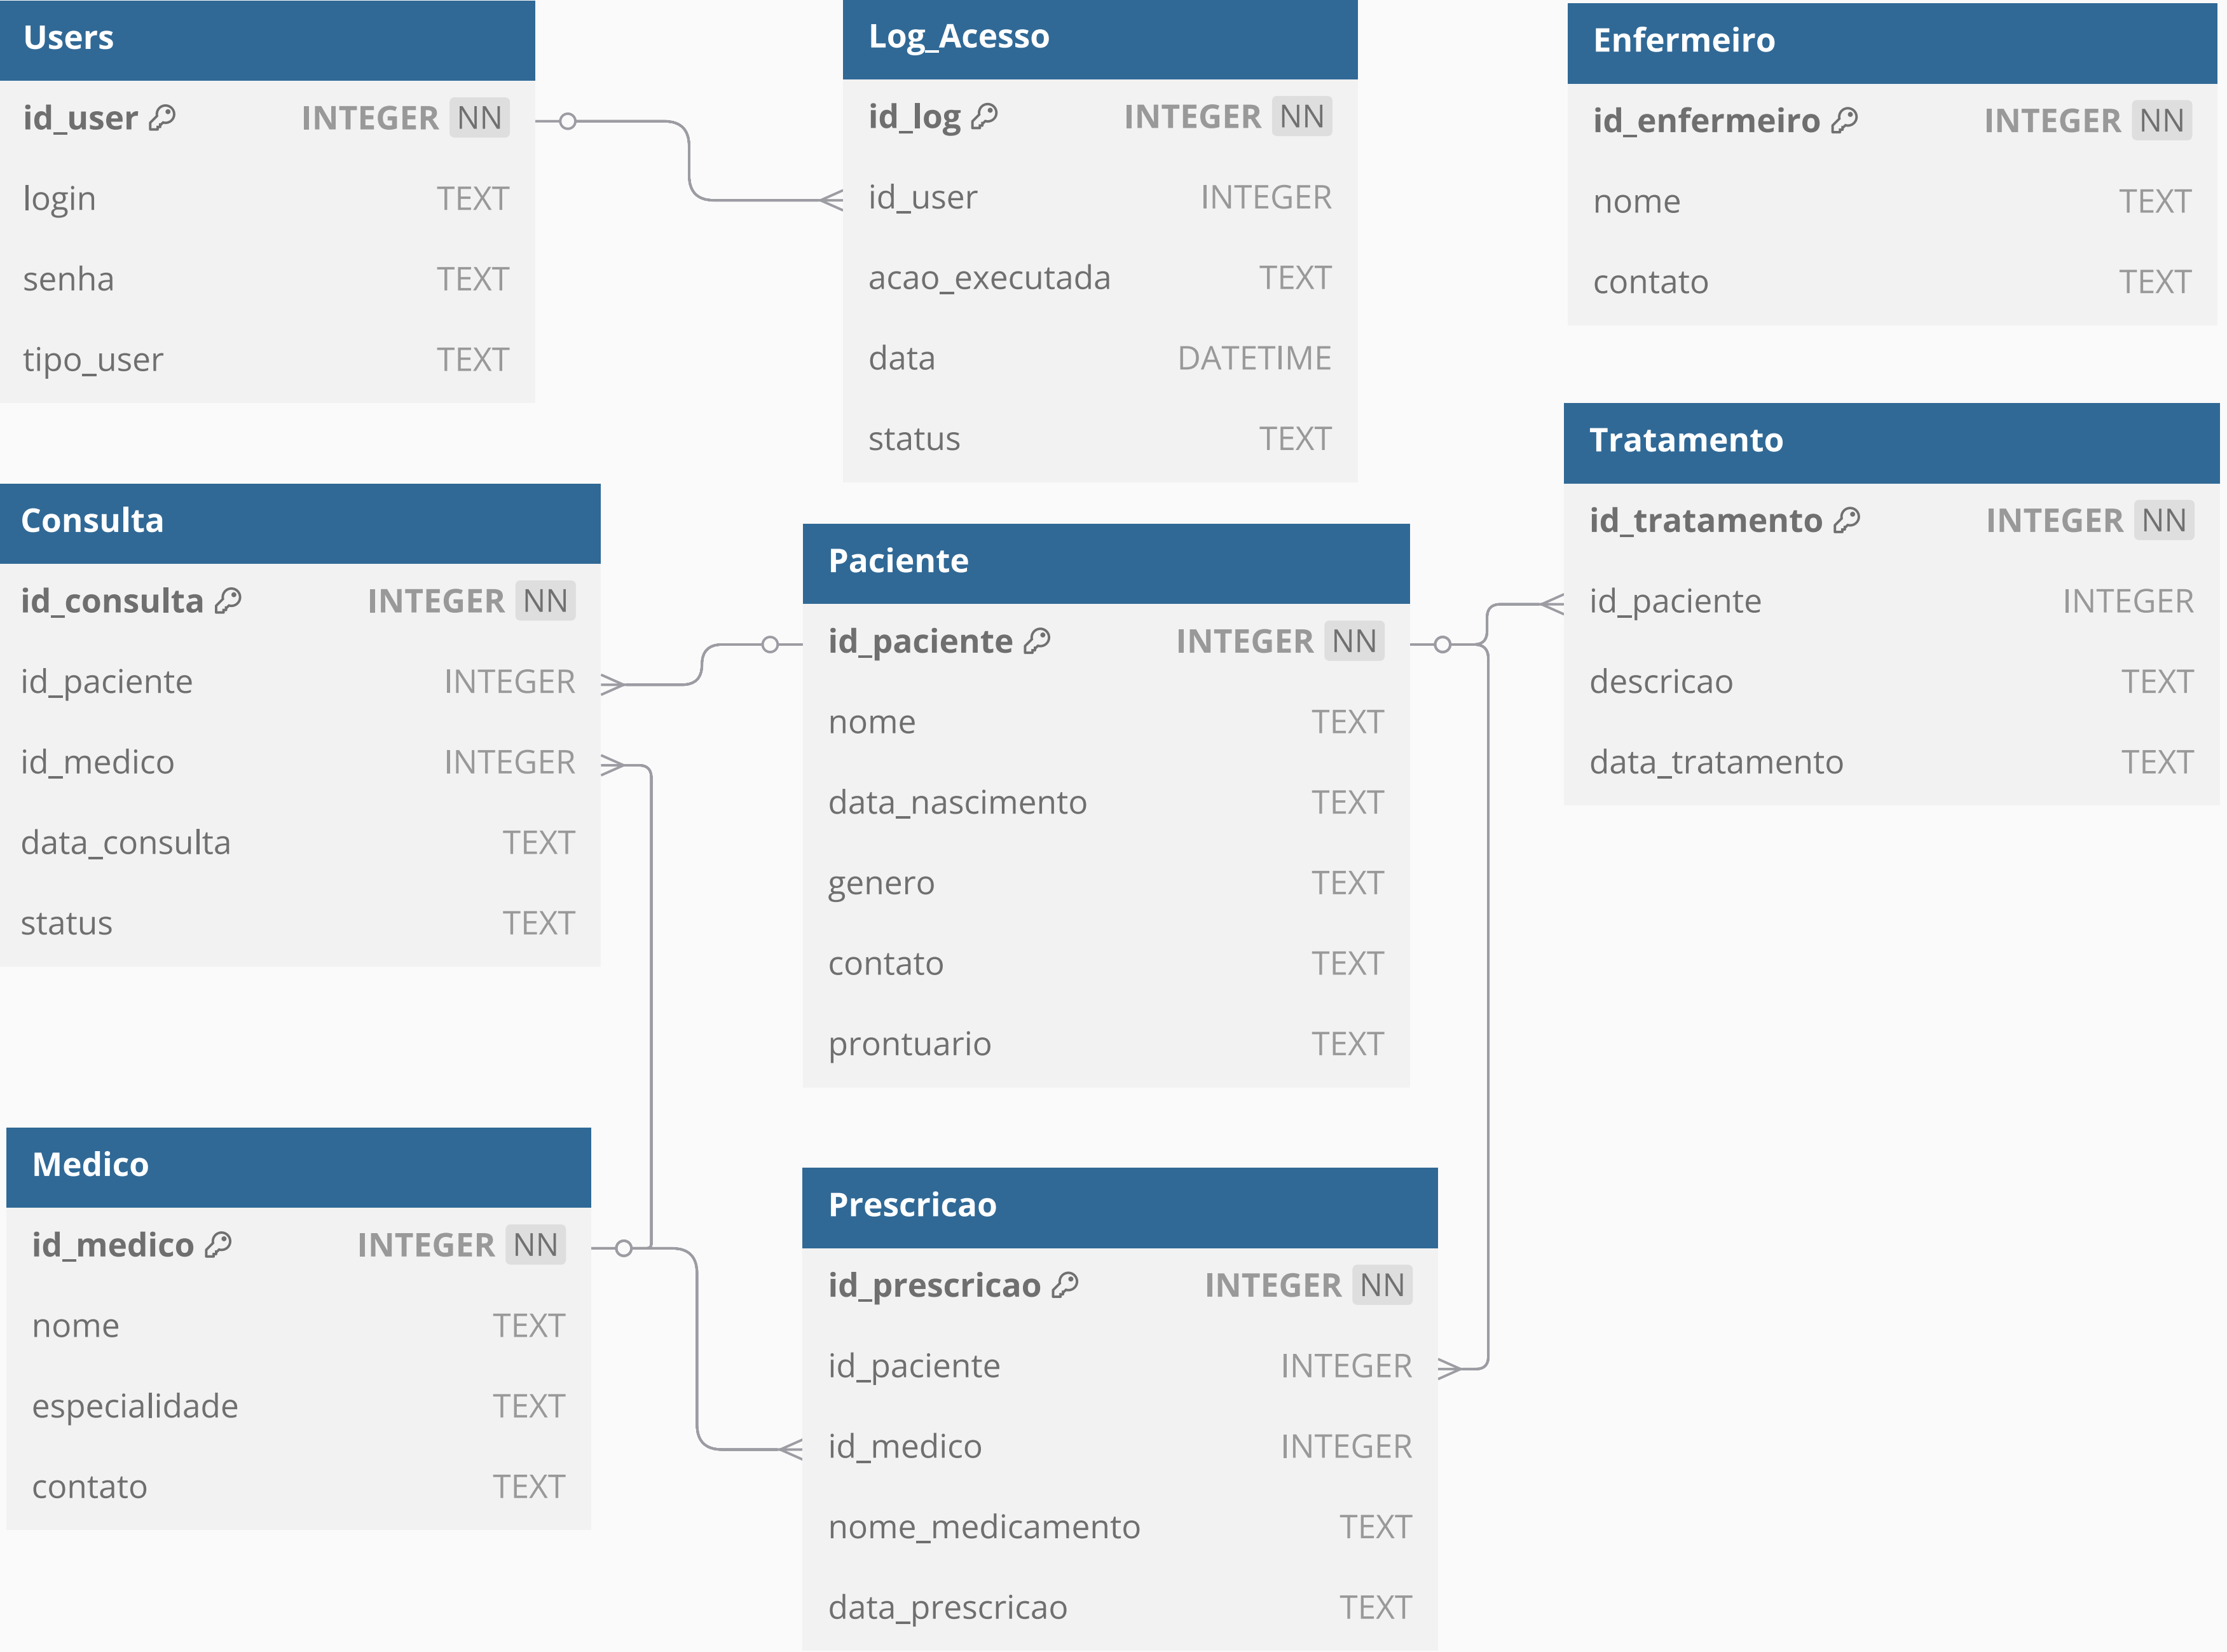 Users
id_user INTEGER NN
login TEXT
senha TEXT
tipo_user TEXT
Log_Acesso
id_log INTEGER NN
id_user INTEGER
acao_executada TEXT
data DATETIME
status TEXT
Enfermeiro
id_enfermeiro INTEGER NN
nome TEXT
contato TEXT
Consulta
id_consulta INTEGER NN
id_paciente INTEGER
id_medico INTEGER
data_consulta TEXT
status TEXT
Paciente
id_paciente INTEGER NN
nome TEXT
data_nascimento TEXT
genero TEXT
contato TEXT
prontuario TEXT
Tratamento
id_tratamento INTEGER NN
id_paciente INTEGER
descricao TEXT
data_tratamento TEXT
Medico
id_medico INTEGER NN
nome TEXT
especialidade TEXT
contato TEXT
Prescricao
id_prescricao INTEGER NN
id_paciente INTEGER
id_medico INTEGER
nome_medicamento TEXT
data_prescricao TEXT